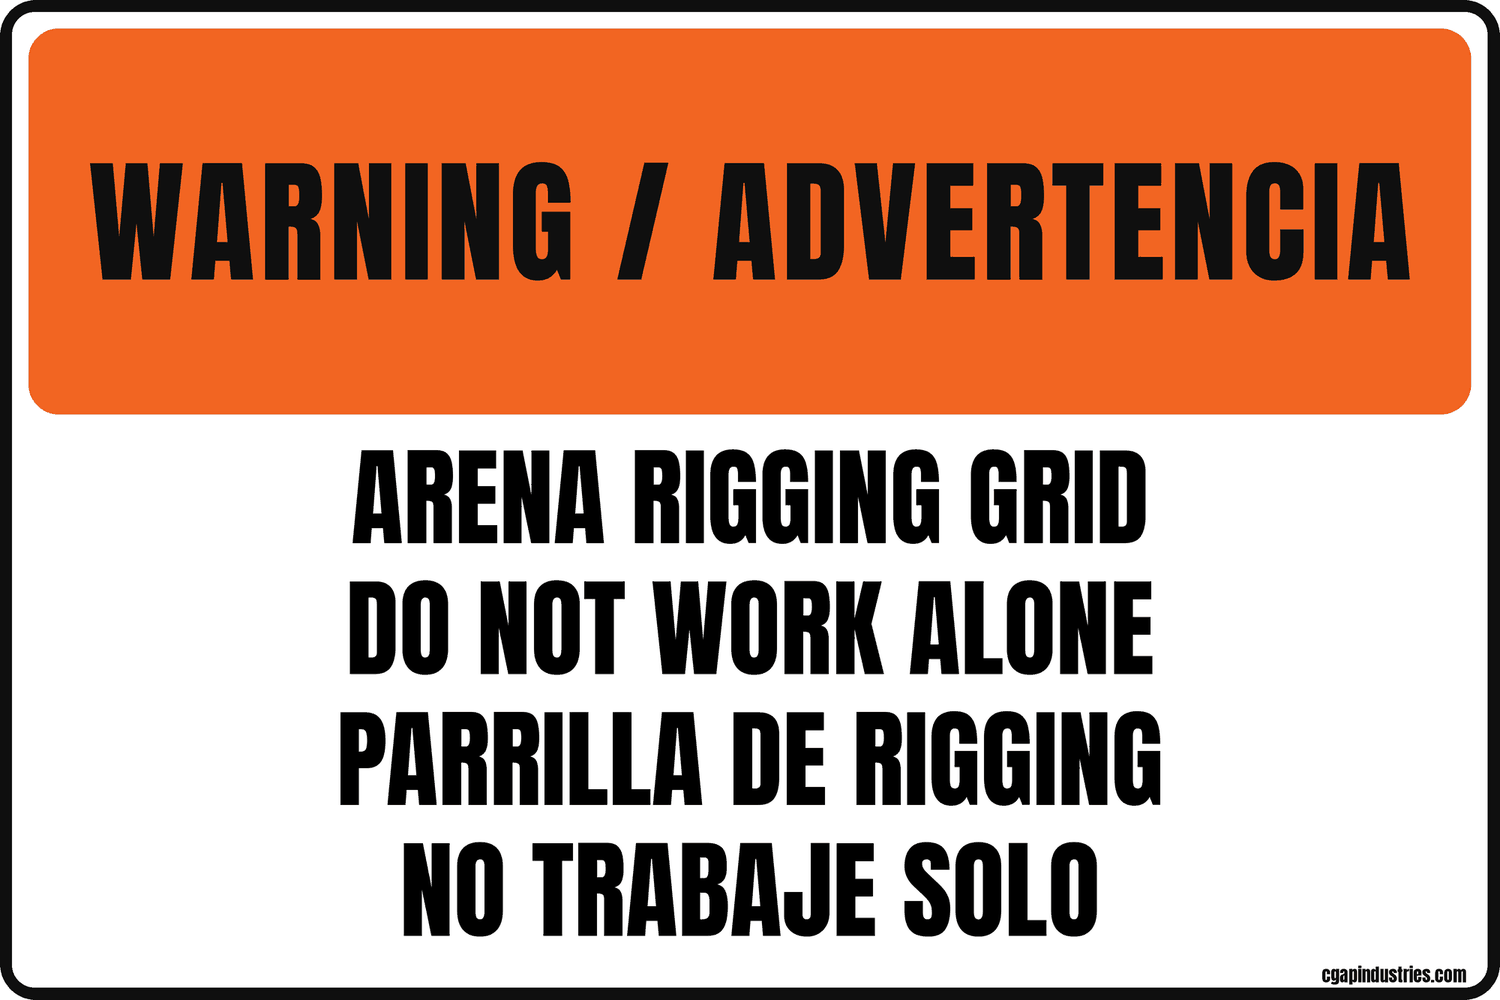 WARNING / ADVERTENCIA
ARENA RIGGING GRID
DO NOT WORK ALONE
PARRILLA DE RIGGING
NO TRABAJE SOLO
cgapindustries.com